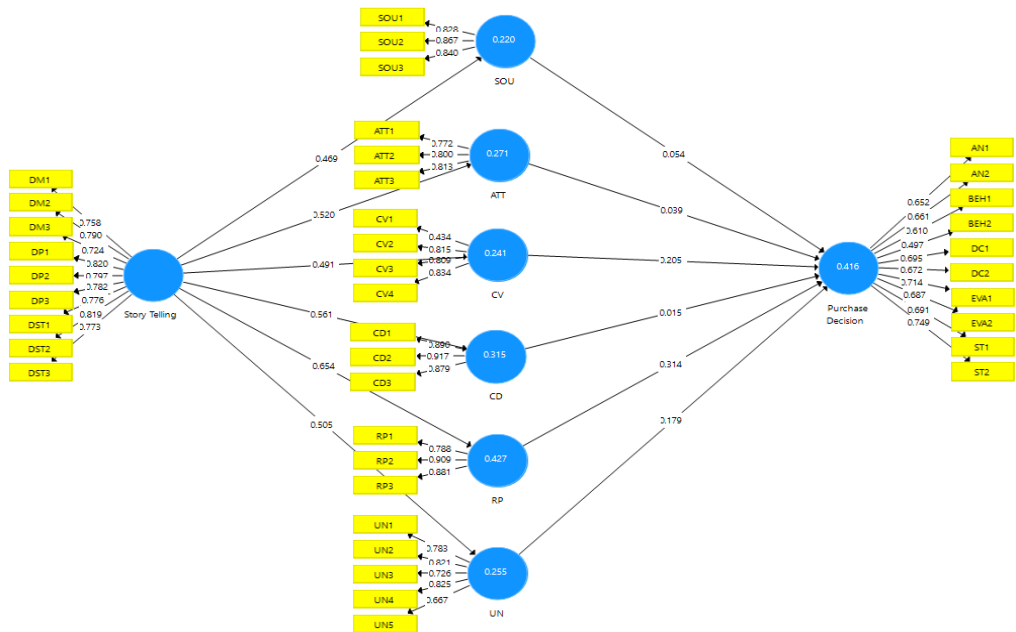 SOU1
SOU2
SOU3
0.828
0.867
0.840
0.220
SOU
ATT1
ATT2
ATT3
0.772
0.800
0.813
0.271
ATT
CV1
CV2
CV3
CV4
0.434
0.815
0.809
0.834
0.241
CV
CD1
CD2
CD3
0.890
0.917
0.879
0.315
CD
RP1
RP2
RP3
0.788
0.909
0.881
0.427
RP
UN1
UN2
UN3
UN4
UN5
0.783
0.821
0.726
0.825
0.667
0.255
UN
DM1
DM2
DM3
DP1
DP2
DP3
DST1
DST2
DST3
0.758
0.790
0.724
0.820
0.797
0.782
0.776
0.819
0.773
Story Telling
0.469
0.520
0.491
0.561
0.654
0.505
0.054
0.039
0.205
0.015
0.314
0.179
0.416
Purchase
Decision
0.652
0.661
0.610
0.497
0.695
0.672
0.714
0.687
0.691
0.749
AN1
AN2
BEH1
BEH2
DC1
DC2
EVA1
EVA2
ST1
ST2